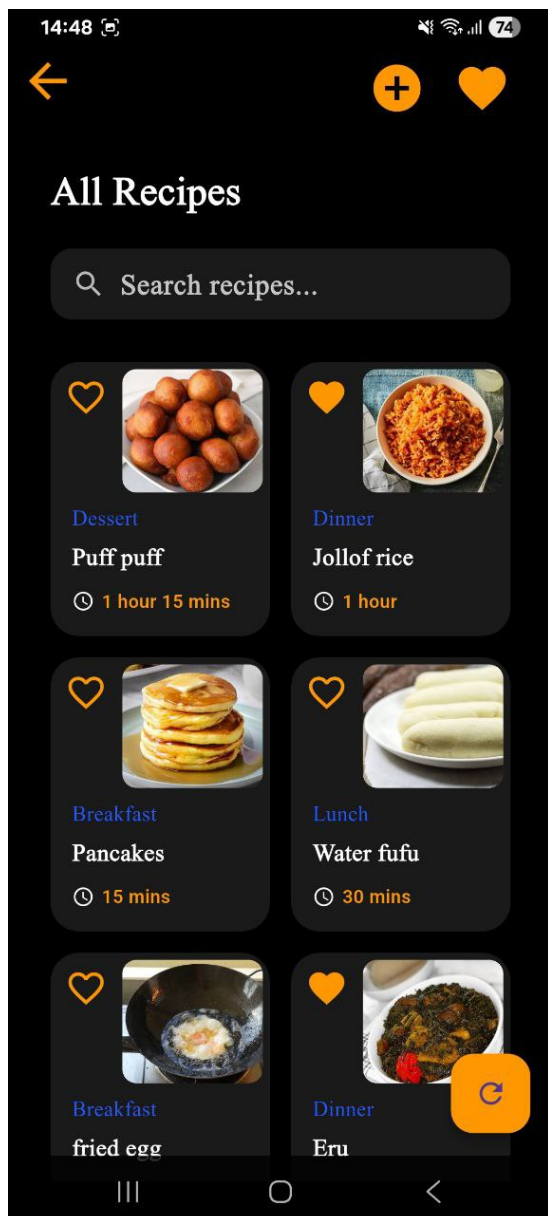 14:48
74
All Recipes
Search recipes...
Dessert
Puff puff
1 hour 15 mins
Dinner
Jollof rice
1 hour
Breakfast
Pancakes
15 mins
Lunch
Water fufu
30 mins
Breakfast
fried egg
Dinner
Eru